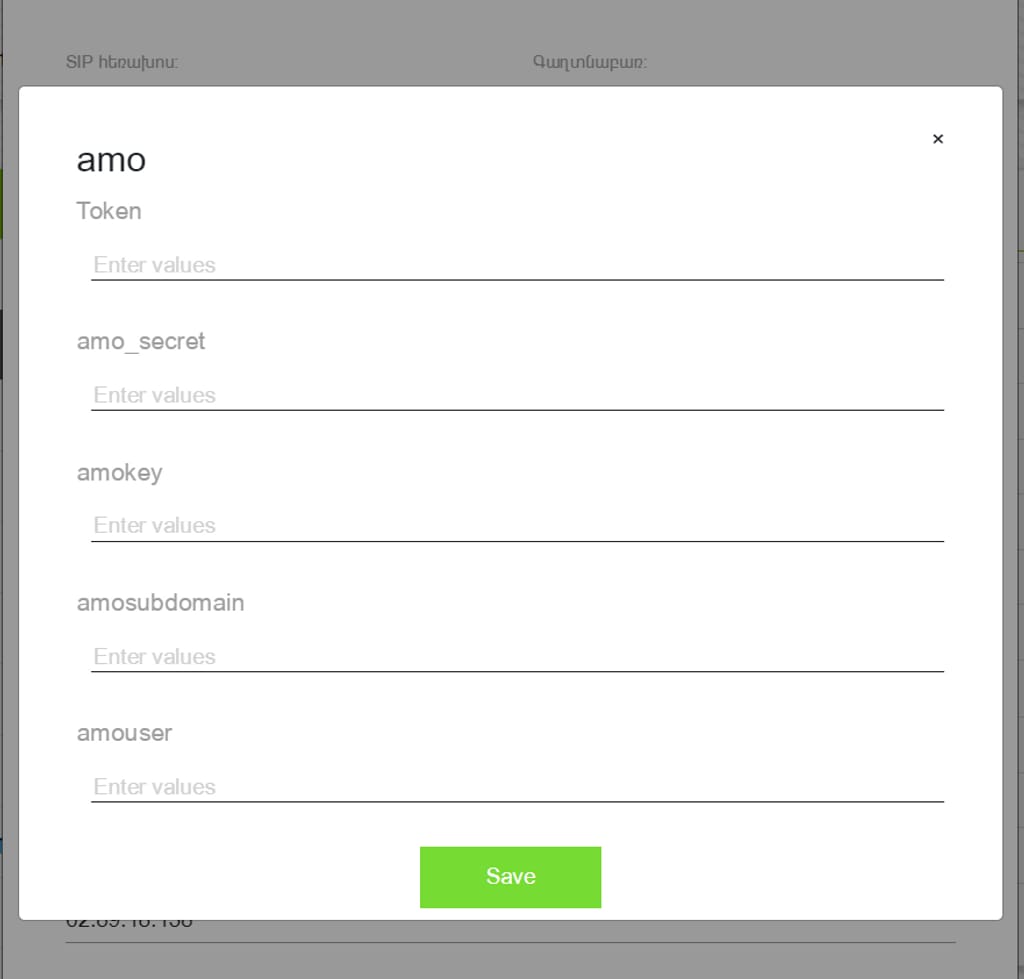 SIP հեռախոս: Գաղտնաբառ:
×
amo
Token
Enter values
amo_secret
Enter values
amokey
Enter values
amosubdomain
Enter values
amouser
Enter values
Save